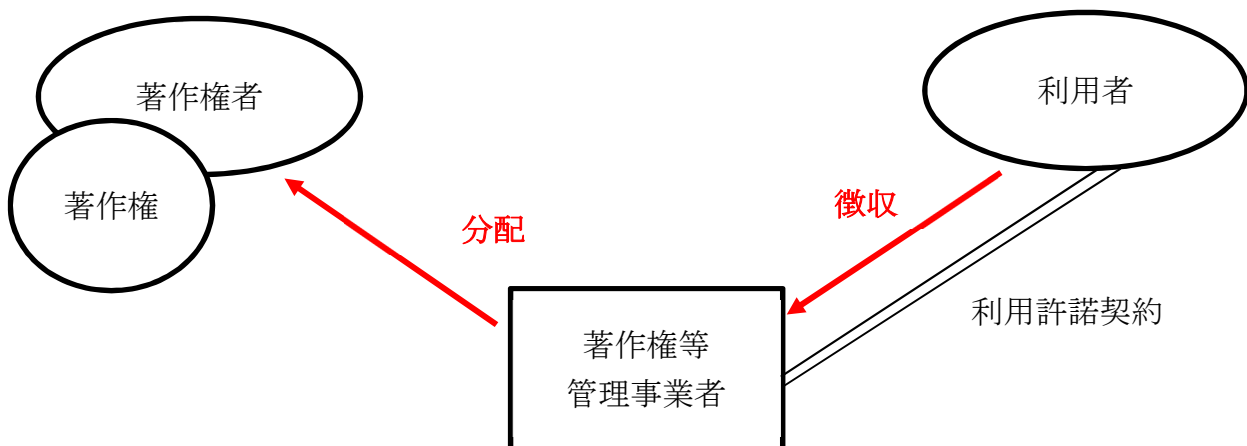 著作権者
利用者
著作権
徴収
分配
利用許諾契約
著作権等
管理事業者